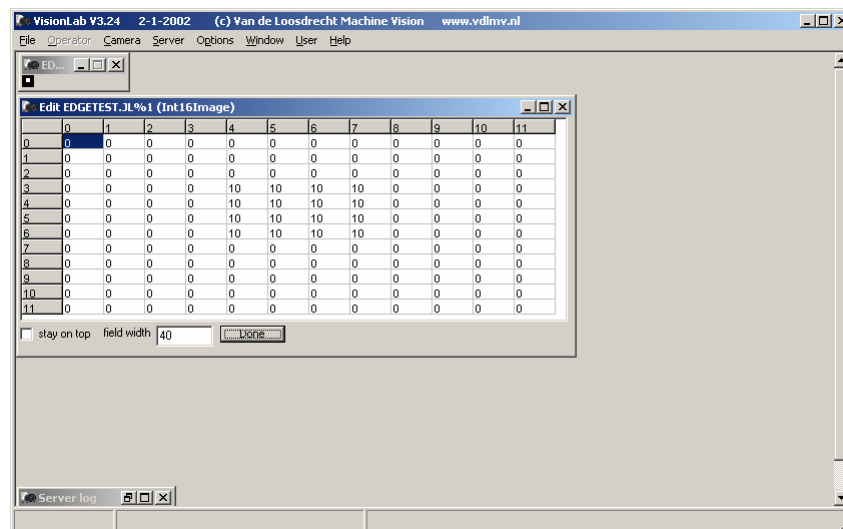 VisionLab V3.24 2-1-2002 (c) Van de Loosdrecht Machine Vision www.vdlmv.nl
File Operator Camera Server Options Window User Help
ED...
Edit EDGETEST.JL%1 (Int16Image)
0 1 2 3 4 5 6 7 8 9 10 11
0 0 0 0 0 0 0 0 0 0 0 0 0
1 0 0 0 0 0 0 0 0 0 0 0 0
2 0 0 0 0 0 0 0 0 0 0 0 0
3 0 0 0 0 10 10 10 10 0 0 0 0
4 0 0 0 0 10 10 10 10 0 0 0 0
5 0 0 0 0 10 10 10 10 0 0 0 0
6 0 0 0 0 10 10 10 10 0 0 0 0
7 0 0 0 0 0 0 0 0 0 0 0 0
8 0 0 0 0 0 0 0 0 0 0 0 0
9 0 0 0 0 0 0 0 0 0 0 0 0
10 0 0 0 0 0 0 0 0 0 0 0 0
11 0 0 0 0 0 0 0 0 0 0 0 0
stay on top field width 40 Done
Server log